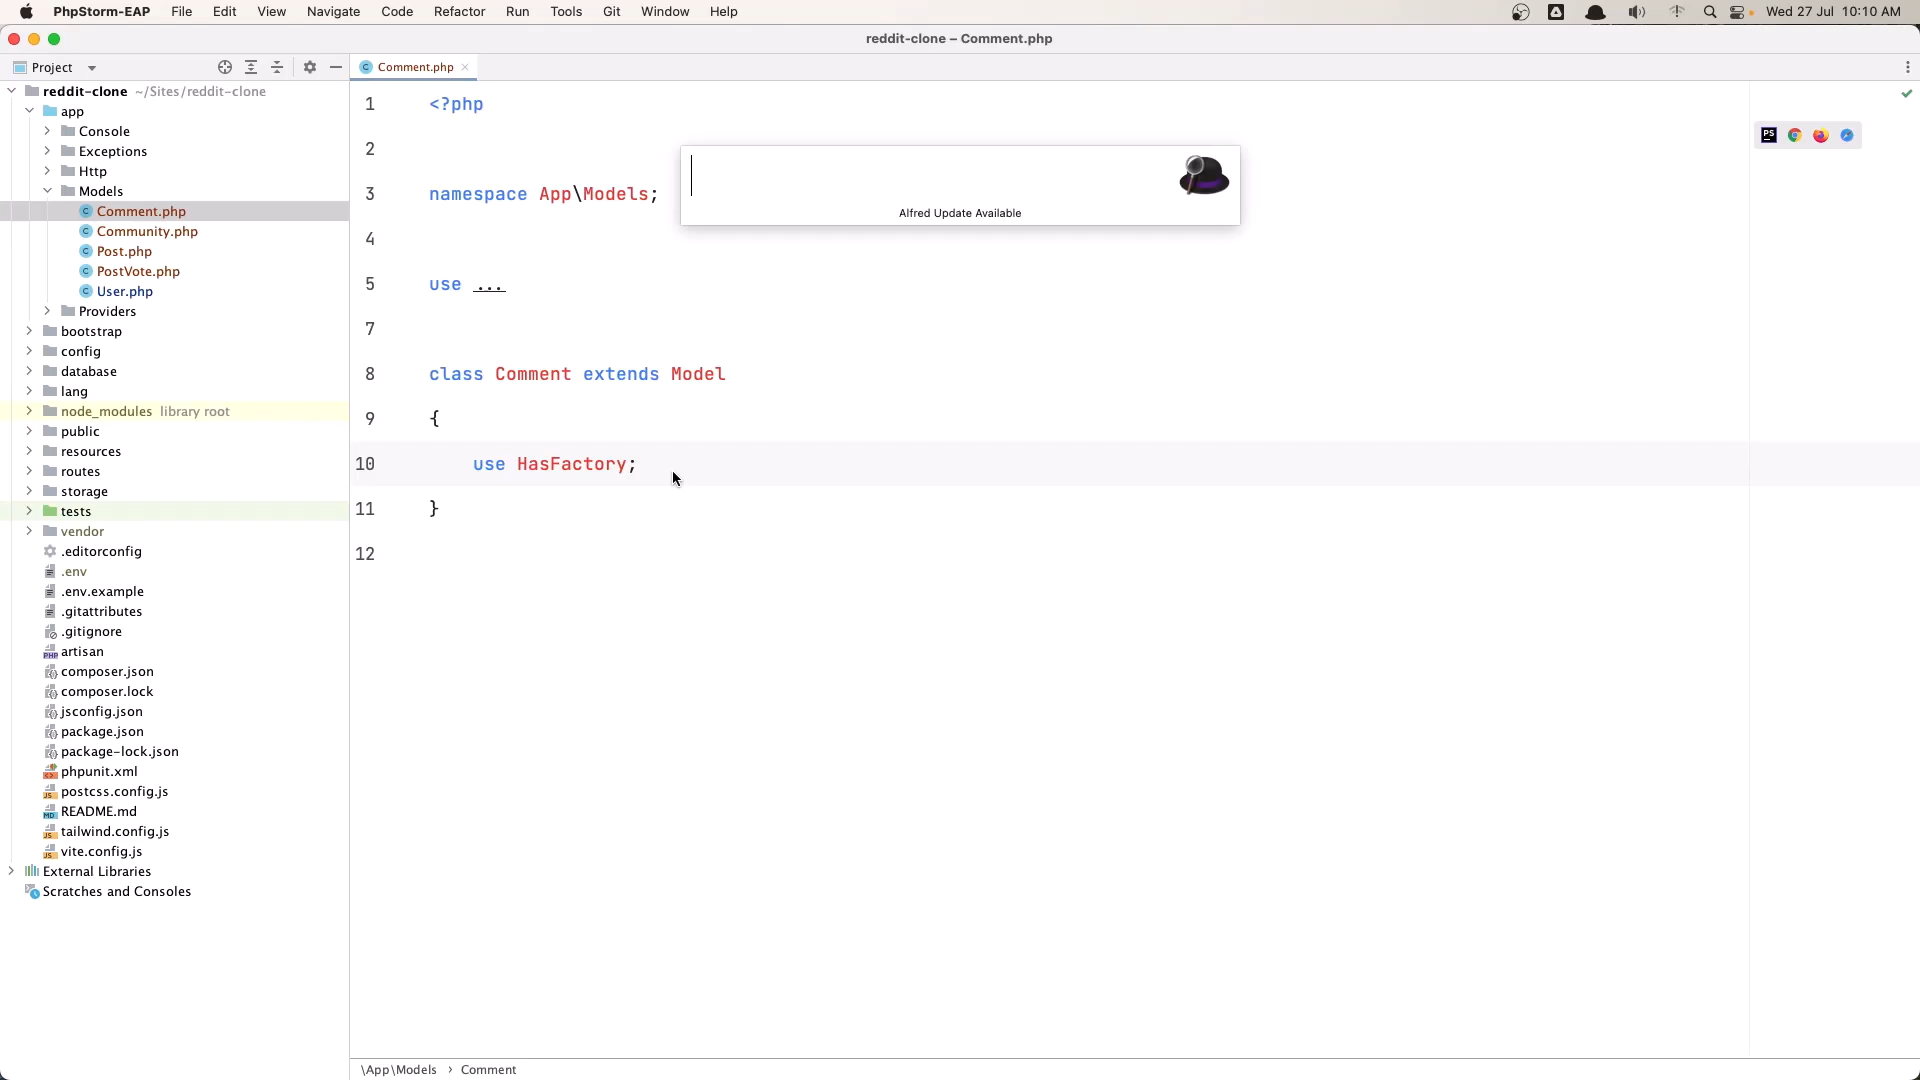 PhpStorm-EAP File Edit View Navigate Code Refactor Run Tools Git Window Help Wed 27 Jul 10:10 AM
reddit-clone – Comment.php
Project
Comment.php
reddit-clone ~/Sites/reddit-clone
app
Console
Exceptions
Http
Models
Comment.php
Community.php
Post.php
PostVote.php
User.php
Providers
bootstrap
config
database
lang
node_modules library root
public
resources
routes
storage
tests
vendor
.editorconfig
.env
.env.example
.gitattributes
.gitignore
artisan
composer.json
composer.lock
jsconfig.json
package.json
package-lock.json
phpunit.xml
postcss.config.js
README.md
tailwind.config.js
vite.config.js
External Libraries
Scratches and Consoles
1 <?php
2
3 namespace App\Models;
4
5 use ...
7
8 class Comment extends Model
9 {
10 use HasFactory;
11 }
12
Alfred Update Available
PS
\App\Models › Comment